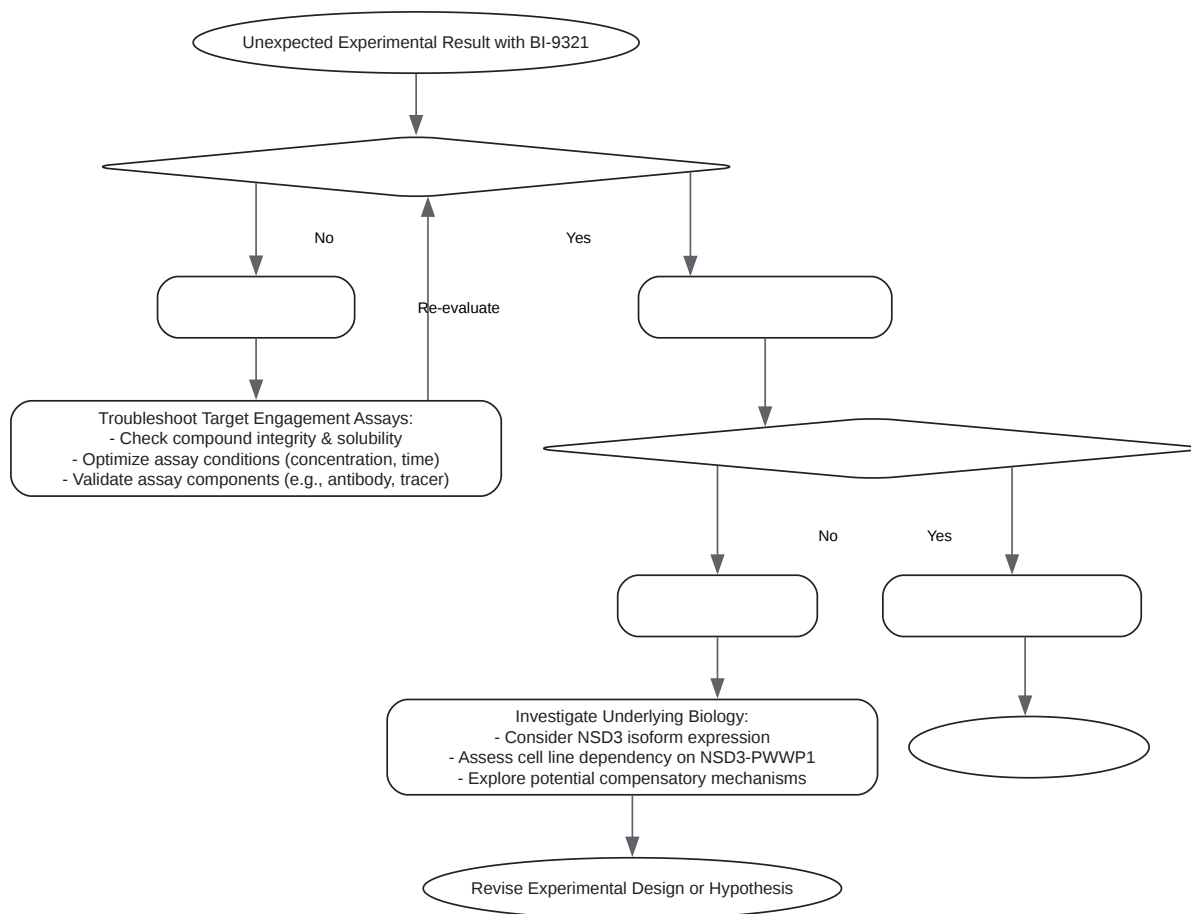 Unexpected Experimental Result with BI-9321
No
Yes
Re-evaluate
Troubleshoot Target Engagement Assays:
- Check compound integrity & solubility
- Optimize assay conditions (concentration, time)
- Validate assay components (e.g., antibody, tracer)
No
Yes
Investigate Underlying Biology:
- Consider NSD3 isoform expression
- Assess cell line dependency on NSD3-PWWP1
- Explore potential compensatory mechanisms
Revise Experimental Design or Hypothesis